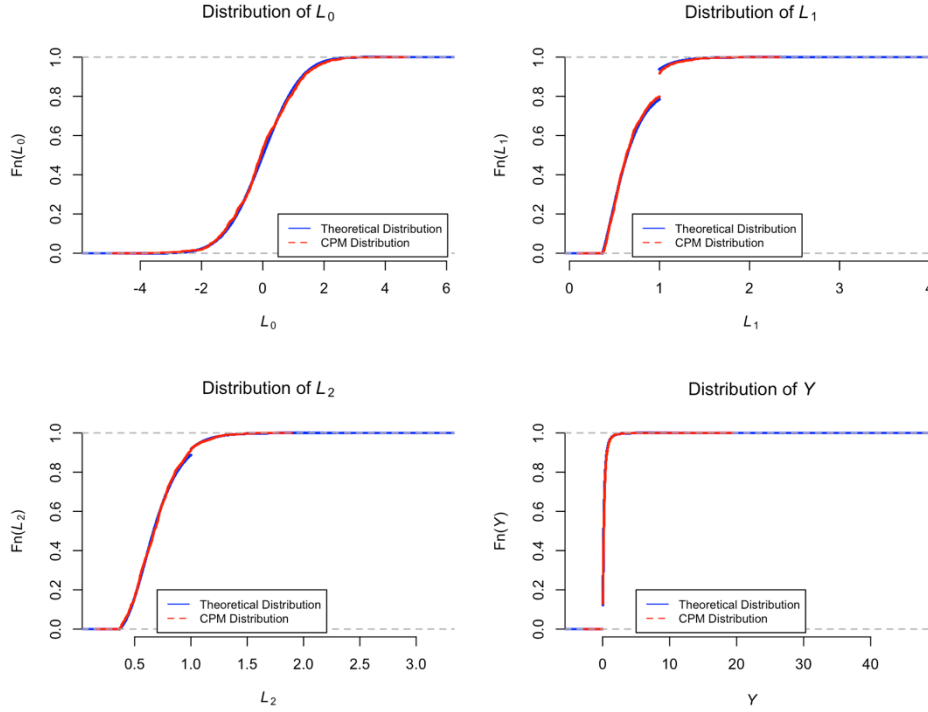 Distribution of L0
Fn(L0)
0.0 0.2 0.4 0.6 0.8 1.0
Theoretical Distribution
CPM Distribution
-4 -2 0 2 4 6
L0
Distribution of L1
Fn(L1)
0.0 0.2 0.4 0.6 0.8 1.0
Theoretical Distribution
CPM Distribution
0 1 2 3 4
L1
Distribution of L2
Fn(L2)
0.0 0.2 0.4 0.6 0.8 1.0
Theoretical Distribution
CPM Distribution
0.5 1.0 1.5 2.0 2.5 3.0
L2
Distribution of Y
Fn(Y)
0.0 0.2 0.4 0.6 0.8 1.0
Theoretical Distribution
CPM Distribution
0 10 20 30 40
Y